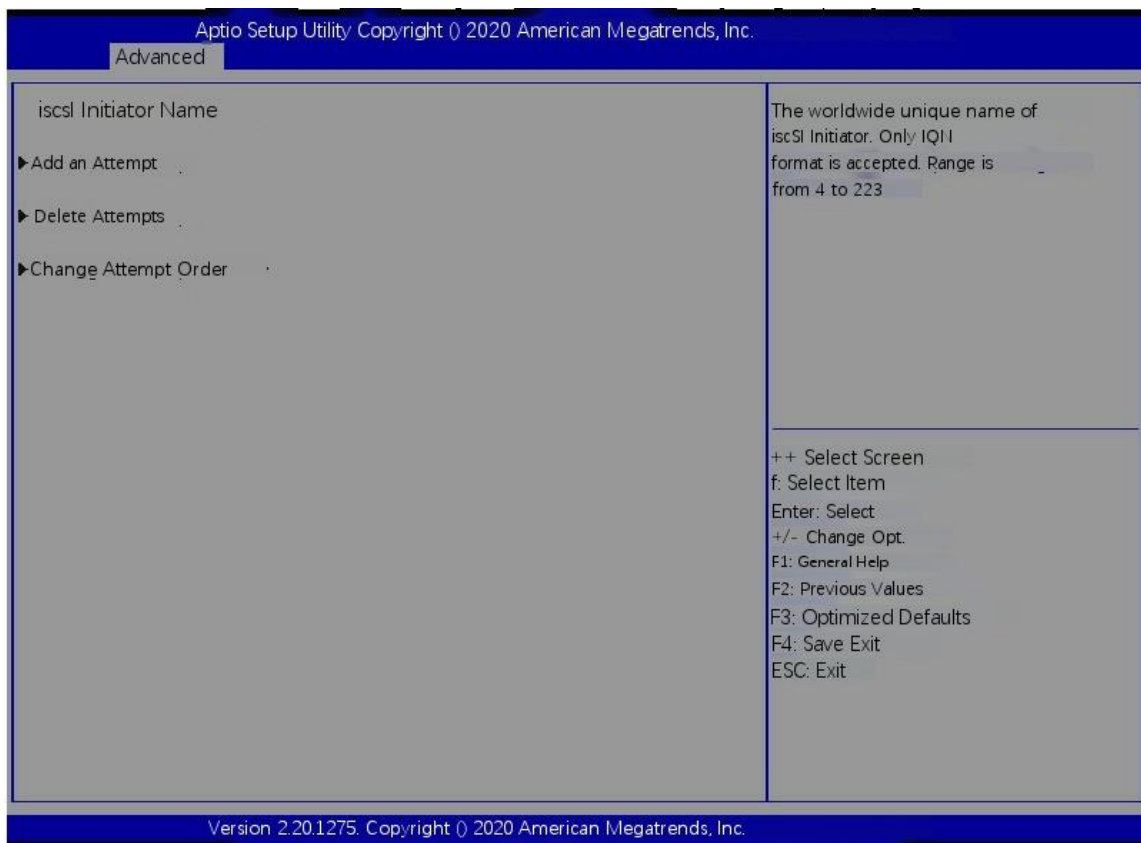 Aptio Setup Utility Copyright () 2020 American Megatrends, Inc.
Advanced
iscsl Initiator Name
▶Add an Attempt
▶ Delete Attempts
▶Change Attempt Order
The worldwide unique name of
iscSl Initiator. Only IQN
format is accepted. Range is
from 4 to 223
++ Select Screen
f: Select Item
Enter: Select
+/- Change Opt.
F1: General Help
F2: Previous Values
F3: Optimized Defaults
F4: Save Exit
ESC: Exit
Version 2.20.1275. Copyright () 2020 American Megatrends, Inc.